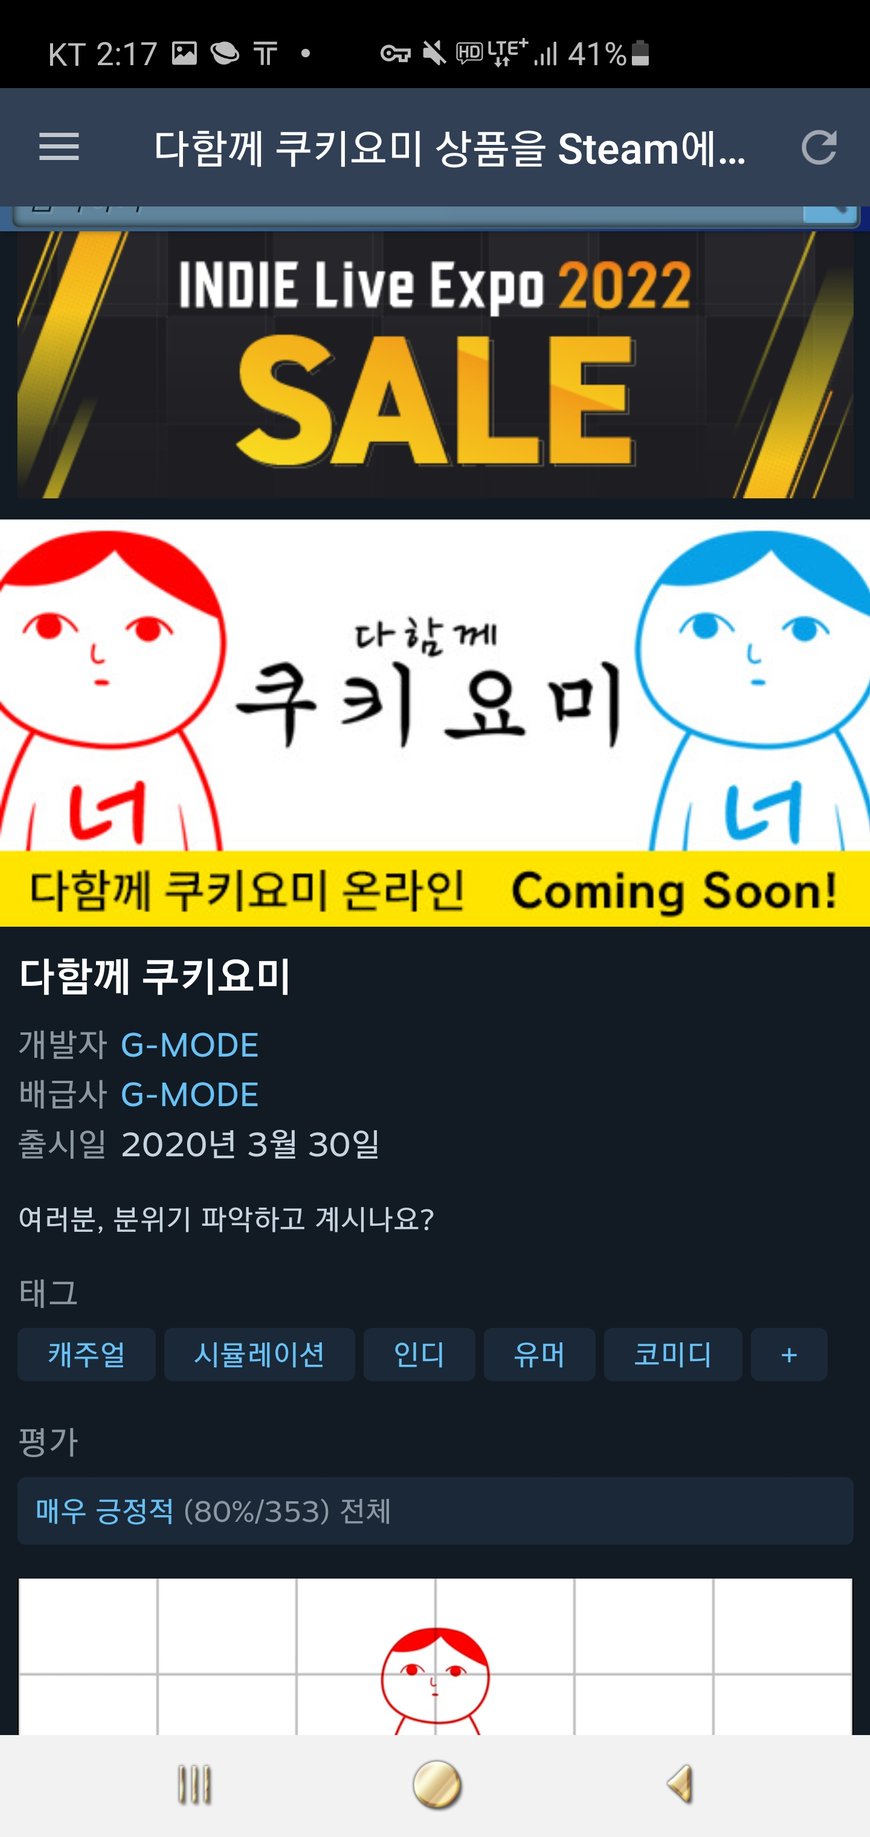 KT 2:17 HD LTE+ 41%
다함께 쿠키요미 상품을 Steam에...
INDIE Live Expo 2022
SALE
다함께
쿠키요미
너 너
다함께 쿠키요미 온라인 Coming Soon!
다함께 쿠키요미
개발자 G-MODE
배급사 G-MODE
출시일 2020년 3월 30일
여러분, 분위기 파악하고 계시나요?
태그
캐주얼 시뮬레이션 인디 유머 코미디 +
평가
매우 긍정적 (80%/353) 전체